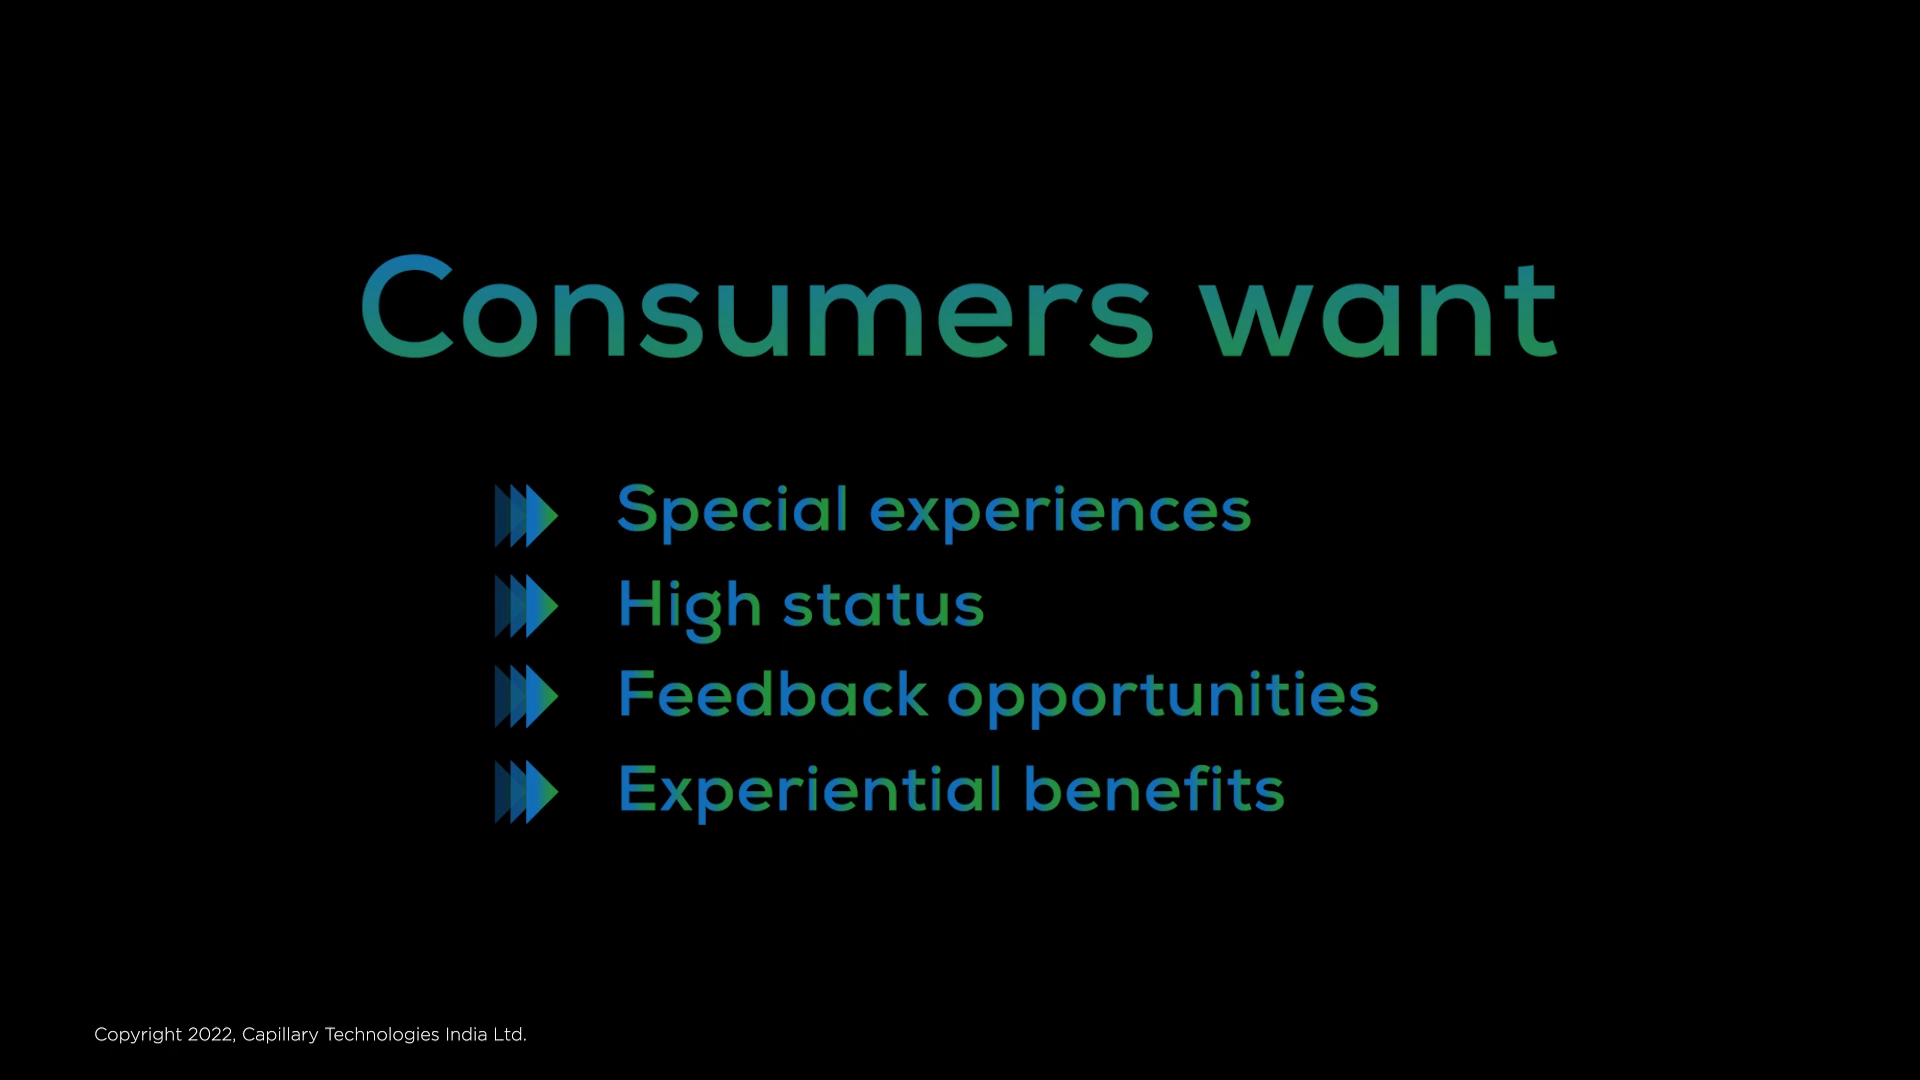 Consumers want
Special experiences
High status
Feedback opportunities
Experiential benefits
Copyright 2022, Capillary Technologies India Ltd.